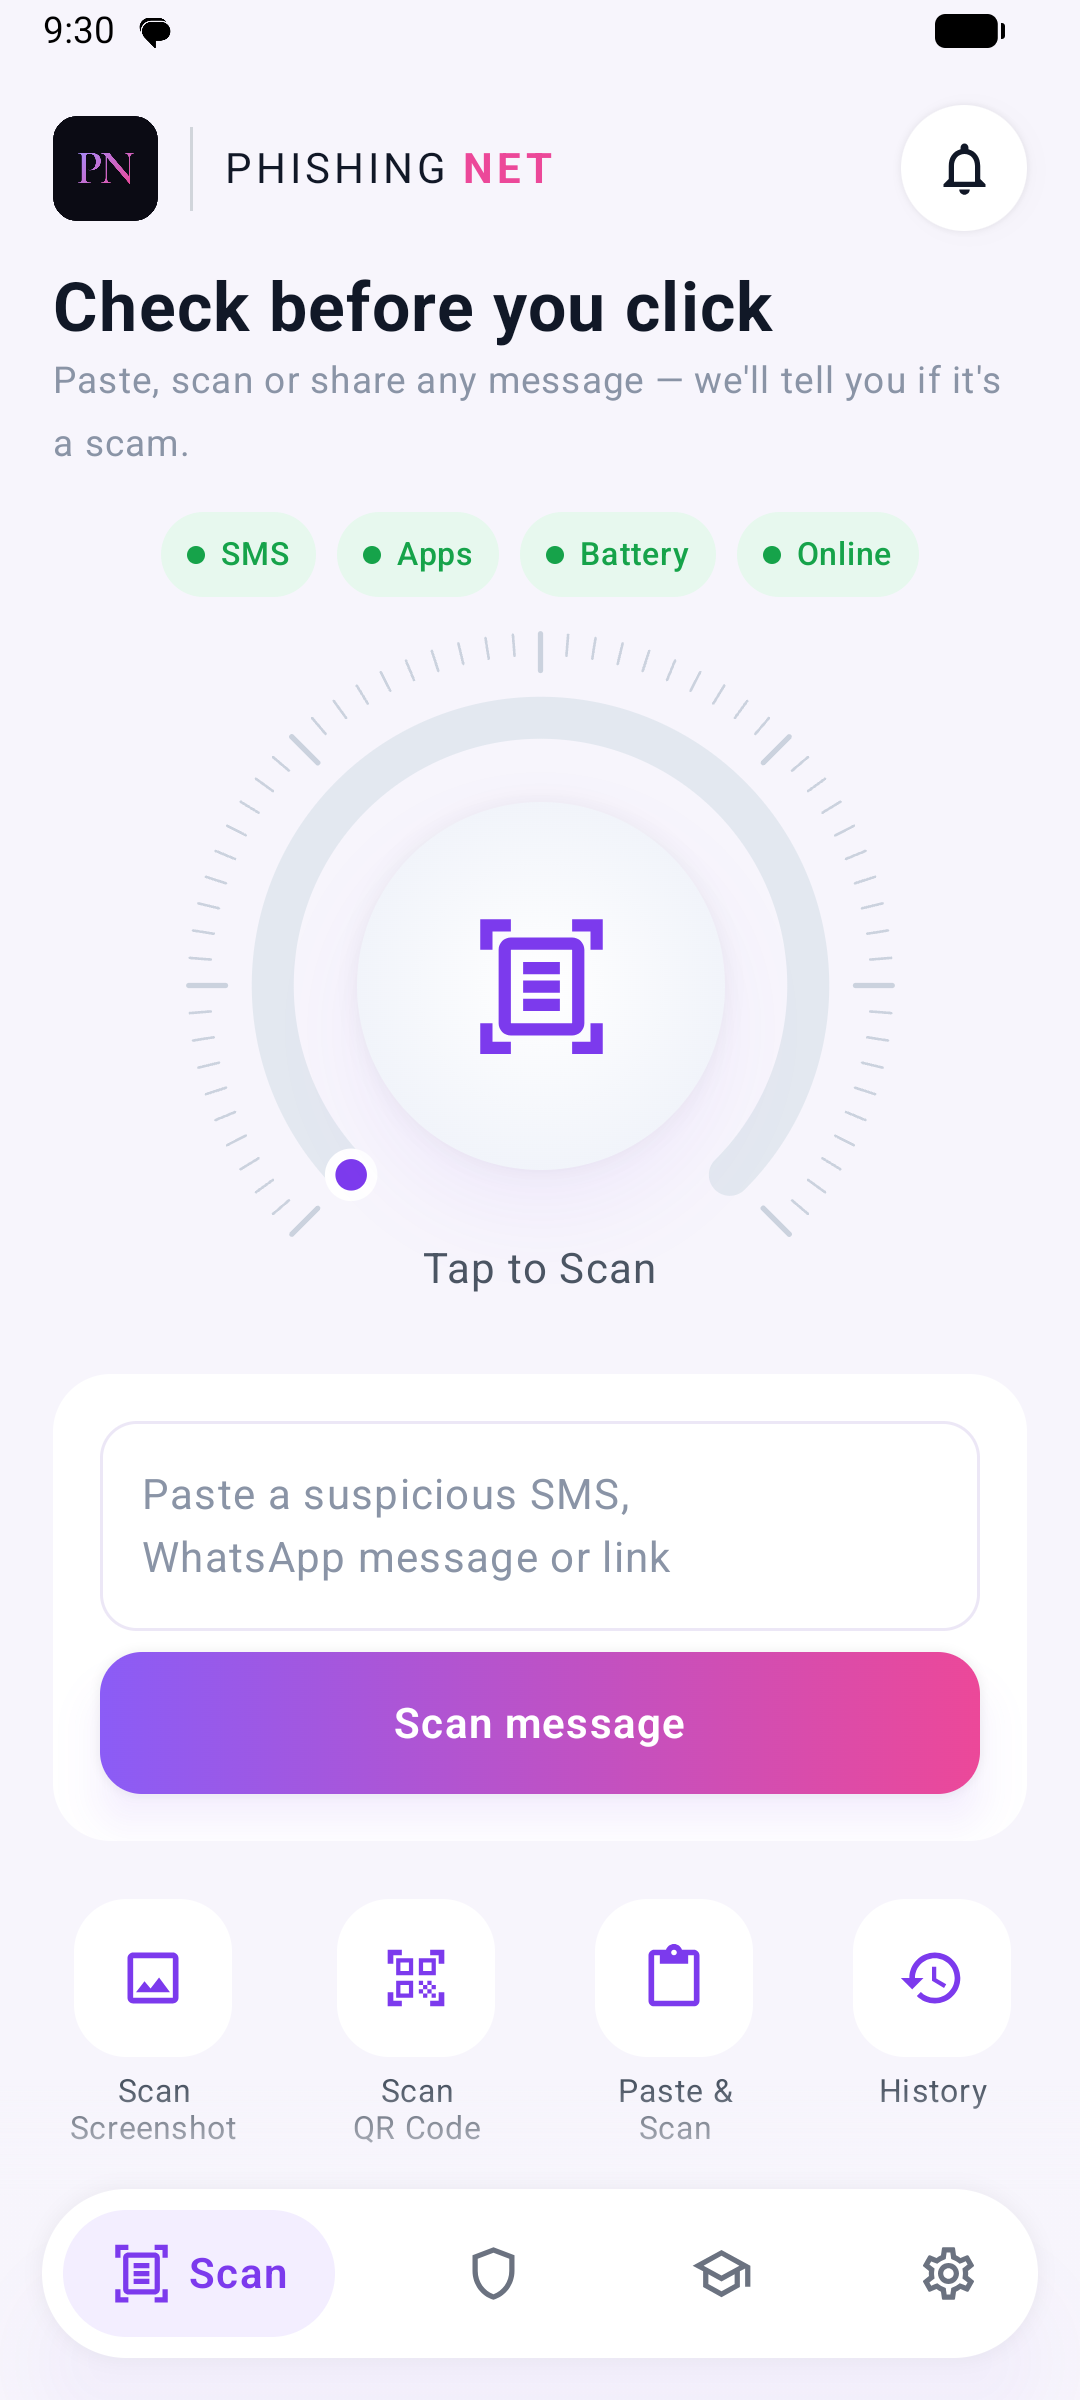 9:30
PN
PHISHING NET
Check before you click
Paste, scan or share any message — we'll tell you if it's
a scam.
SMS
Apps
Battery
Online
Tap to Scan
Paste a suspicious SMS,
WhatsApp message or link
Scan message
Scan
Screenshot
Scan
QR Code
Paste &
Scan
History
Scan